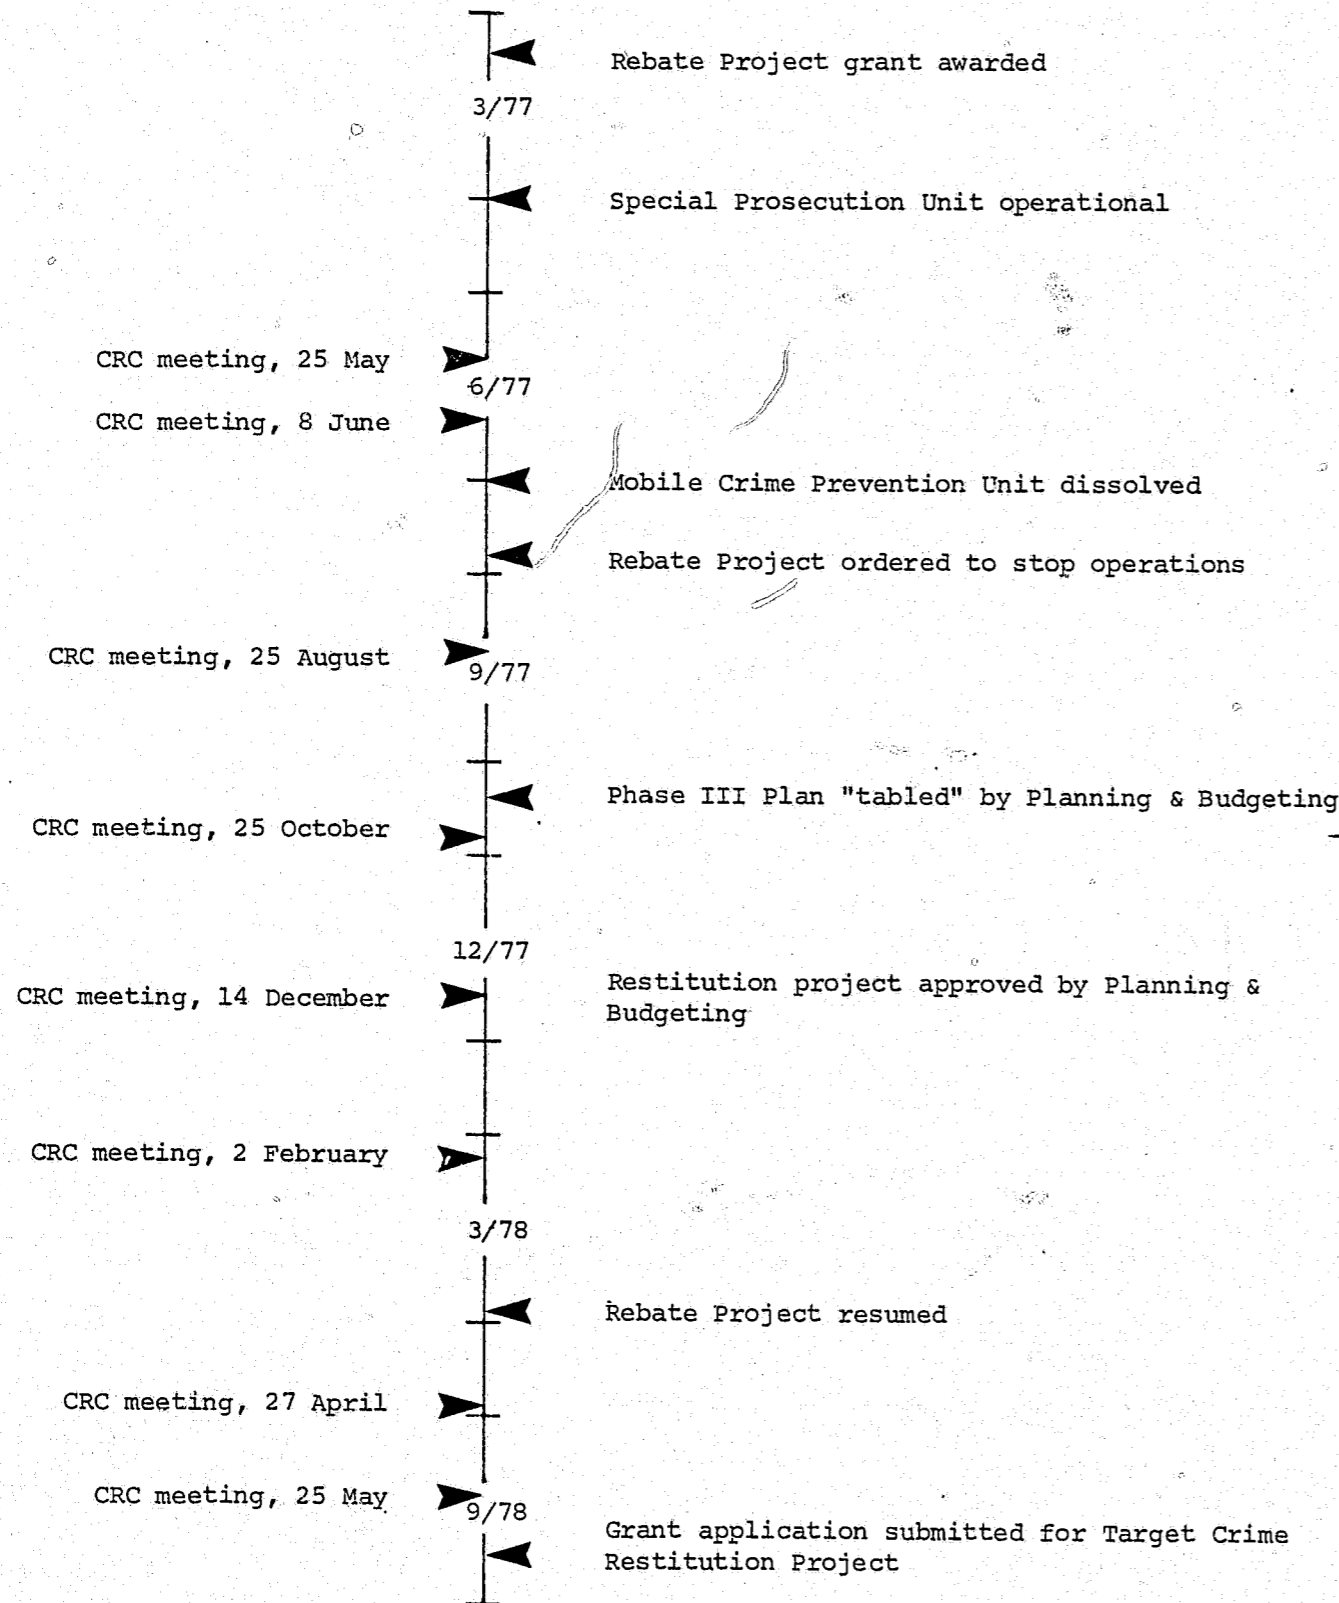 Rebate Project grant awarded
3/77
Special Prosecution Unit operational
CRC meeting, 25 May
6/77
CRC meeting, 8 June
Mobile Crime Prevention Unit dissolved
Rebate Project ordered to stop operations
CRC meeting, 25 August
9/77
Phase III Plan "tabled" by Planning & Budgeting
CRC meeting, 25 October
12/77
CRC meeting, 14 December
Restitution project approved by Planning &
Budgeting
CRC meeting, 2 February
3/78
Rebate Project resumed
CRC meeting, 27 April
CRC meeting, 25 May
9/78
Grant application submitted for Target Crime
Restitution Project